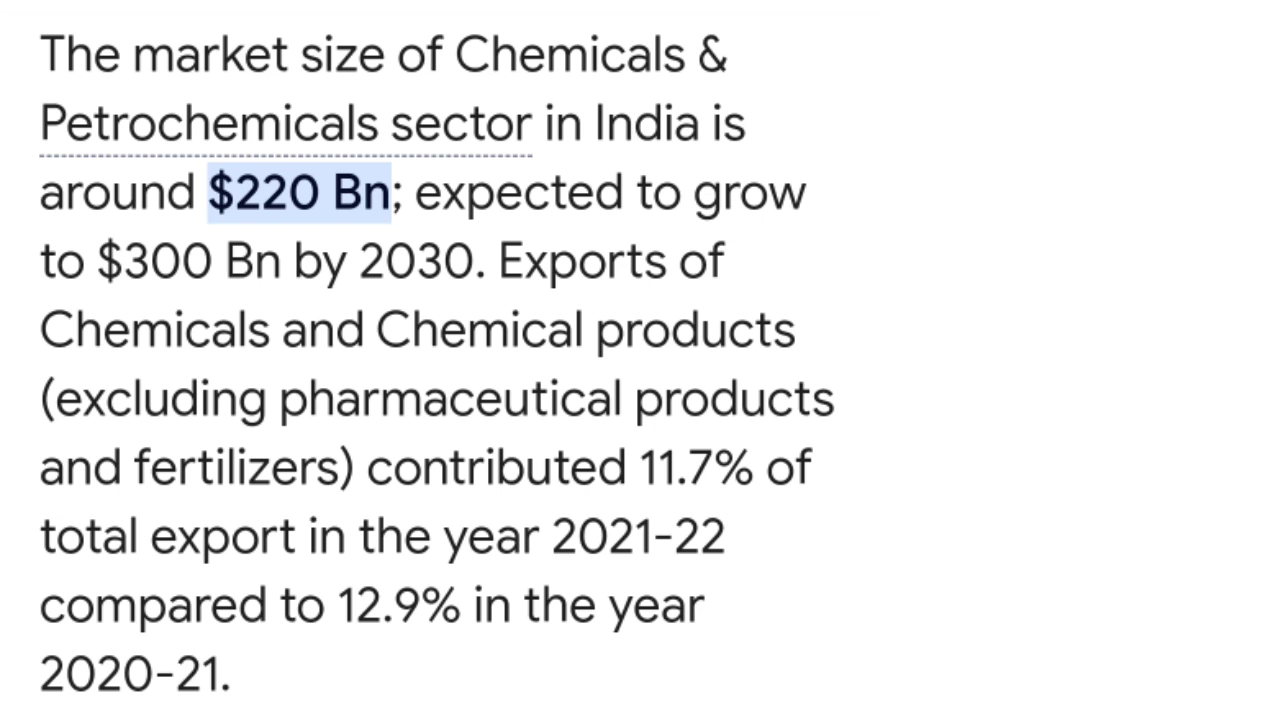 The market size of Chemicals &
Petrochemicals sector in India is
around $220 Bn; expected to grow
to $300 Bn by 2030. Exports of
Chemicals and Chemical products
(excluding pharmaceutical products
and fertilizers) contributed 11.7% of
total export in the year 2021-22
compared to 12.9% in the year
2020-21.